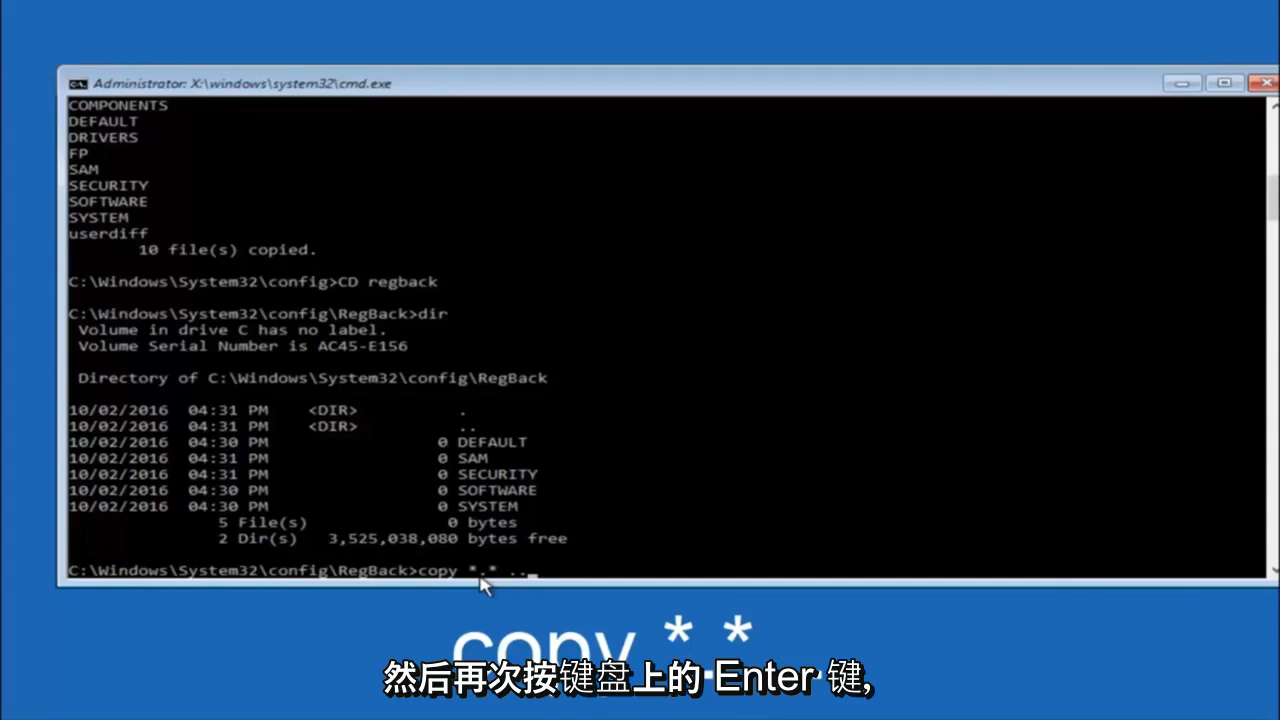 Administrator: X:\windows\system32\cmd.exe
COMPONENTS
DEFAULT
DRIVERS
FP
SAM
SECURITY
SOFTWARE
SYSTEM
userdiff
10 file(s) copied.
C:\Windows\System32\config>CD regback
C:\Windows\System32\config\RegBack>dir
Volume in drive C has no label.
Volume Serial Number is AC45-E156
Directory of C:\Windows\System32\config\RegBack
10/02/2016 04:31 PM <DIR> .
10/02/2016 04:31 PM <DIR> ..
10/02/2016 04:30 PM 0 DEFAULT
10/02/2016 04:31 PM 0 SAM
10/02/2016 04:31 PM 0 SECURITY
10/02/2016 04:30 PM 0 SOFTWARE
10/02/2016 04:30 PM 0 SYSTEM
5 File(s) 0 bytes
2 Dir(s) 3,525,038,080 bytes free
C:\Windows\System32\config\RegBack>copy *.* .._
copy *.* ..
然后再次按键盘上的 Enter 键,